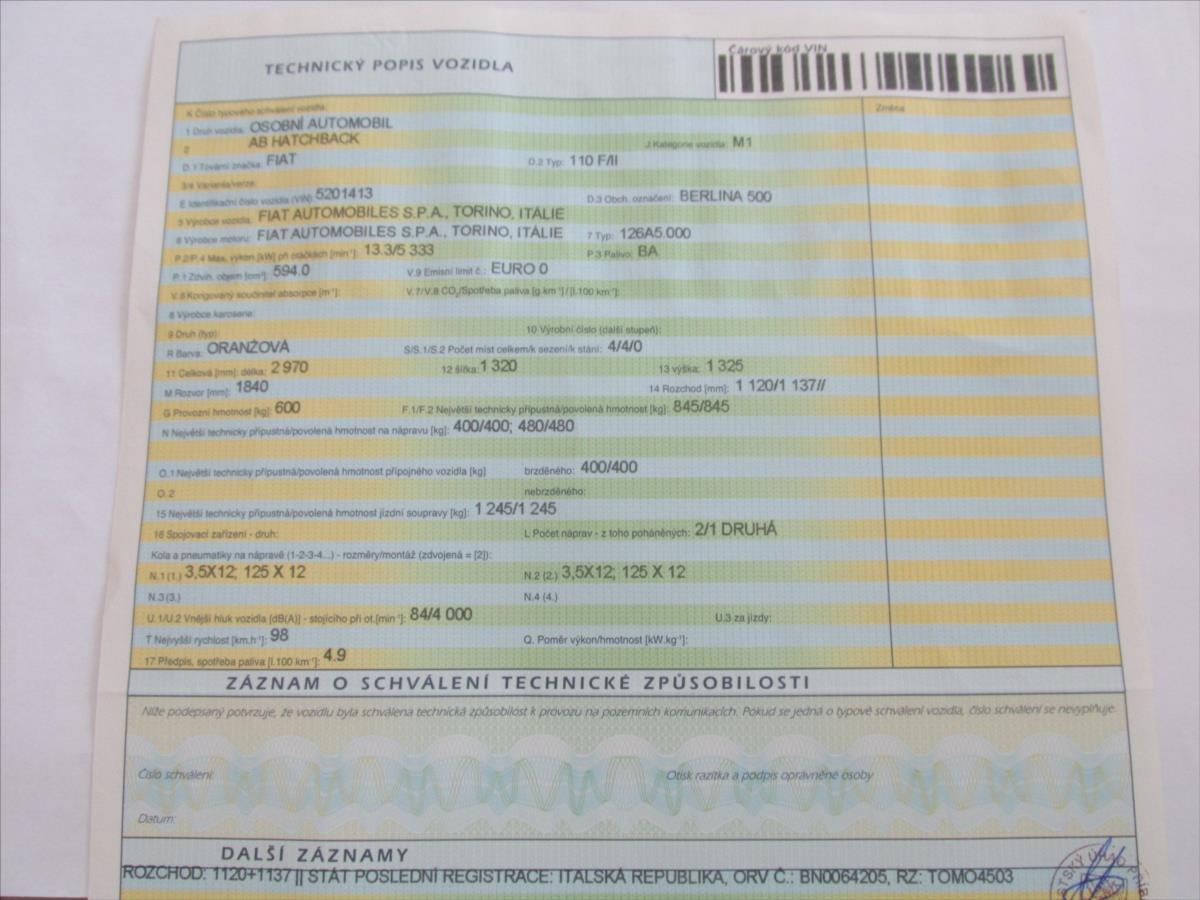 TECHNICKÝ POPIS VOZIDLA
Čárový kód VIN
K Číslo typového schválení vozidla:
Změna
1 Druh vozidla: OSOBNÍ AUTOMOBIL
2 AB HATCHBACK J Kategorie vozidla: M1
D.1 Tovární značka: FIAT D.2 Typ: 110 F/II
3/4 Varianta/verze:
E Identifikační číslo vozidla (VIN): 5201413 D.3 Obch. označení: BERLINA 500
5 Výrobce vozidla: FIAT AUTOMOBILES S.P.A., TORINO, ITÁLIE
6 Výrobce motoru: FIAT AUTOMOBILES S.P.A., TORINO, ITÁLIE 7 Typ: 126A5.000
P.2/P.4 Max. výkon [kW] při otáčkách [min⁻¹]: 13.3/5 333 P.3 Palivo: BA
P.1 Zdvih. objem [cm³]: 594.0 V.9 Emisní limit č.: EURO 0
V.6 Korigovaný součinitel absorpce [m⁻¹]: V.7/V.8 CO₂/Spotřeba paliva [g.km⁻¹]/[l.100 km⁻¹]:
8 Výrobce karoserie:
9 Druh (typ): 10 Výrobní číslo (další stupeň):
R Barva: ORANŽOVÁ S/S.1/S.2 Počet míst celkem/k sezení/k stání: 4/4/0
11 Celková [mm]: délka: 2 970 12 šířka: 1 320 13 výška: 1 325
M Rozvor [mm]: 1840 14 Rozchod [mm]: 1 120/1 137//
G Provozní hmotnost [kg]: 600 F.1/F.2 Největší technicky přípustná/povolená hmotnost [kg]: 845/845
N Největší technicky přípustná/povolená hmotnost na nápravu [kg]: 400/400; 480/480
O.1 Největší technicky přípustná/povolená hmotnost přípojného vozidla [kg] brzděného: 400/400
O.2 nebrzděného:
15 Největší technicky přípustná/povolená hmotnost jízdní soupravy [kg]: 1 245/1 245
16 Spojovací zařízení - druh: L Počet náprav - z toho poháněných: 2/1 DRUHÁ
Kola a pneumatiky na nápravě (1-2-3-4...) - rozměry/montáž (zdvojená = [2]):
N.1 (1.) 3,5X12; 125 X 12 N.2 (2.) 3,5X12; 125 X 12
N.3 (3.) N.4 (4.)
U.1/U.2 Vnější hluk vozidla [dB(A)] - stojícího při ot.[min⁻¹]: 84/4 000 U.3 za jízdy:
T Nejvyšší rychlost [km.h⁻¹]: 98 Q. Poměr výkon/hmotnost [kW.kg⁻¹]:
17 Předpis, spotřeba paliva [l.100 km⁻¹]: 4.9
ZÁZNAM O SCHVÁLENÍ TECHNICKÉ ZPŮSOBILOSTI
Níže podepsaný potvrzuje, že vozidlu byla schválena technická způsobilost k provozu na pozemních komunikacích. Pokud se jedná o typové schválení vozidla, číslo schválení se nevyplňuje.
Číslo schválení: Otisk razítka a podpis oprávněné osoby
Datum:
DALŠÍ ZÁZNAMY
ROZCHOD: 1120+1137 || STÁT POSLEDNÍ REGISTRACE: ITALSKÁ REPUBLIKA, ORV Č.: BN0064205, RZ: TOMO4503